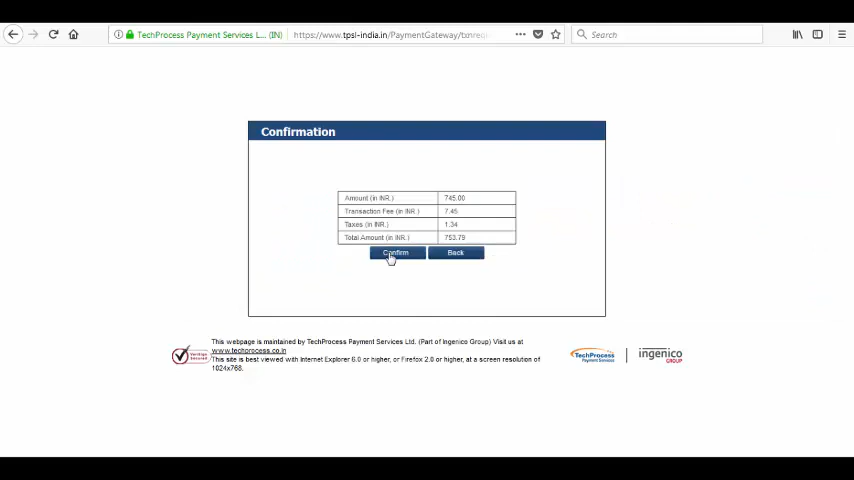 TechProcess Payment Services L... (IN)
https://www.tpsl-india.in/PaymentGateway/txnreq
Search
Confirmation
Amount (in INR.) 745.00
Transaction Fee (in INR.) 7.45
Taxes (in INR.) 1.34
Total Amount (in INR.) 753.79
Confirm Back
This webpage is maintained by TechProcess Payment Services Ltd. (Part of Ingenico Group) Visit us at
www.techprocess.co.in
This site is best viewed with Internet Explorer 6.0 or higher, or Firefox 2.0 or higher, at a screen resolution of
1024x768.
TechProcess
Payment Services
ingenico
GROUP